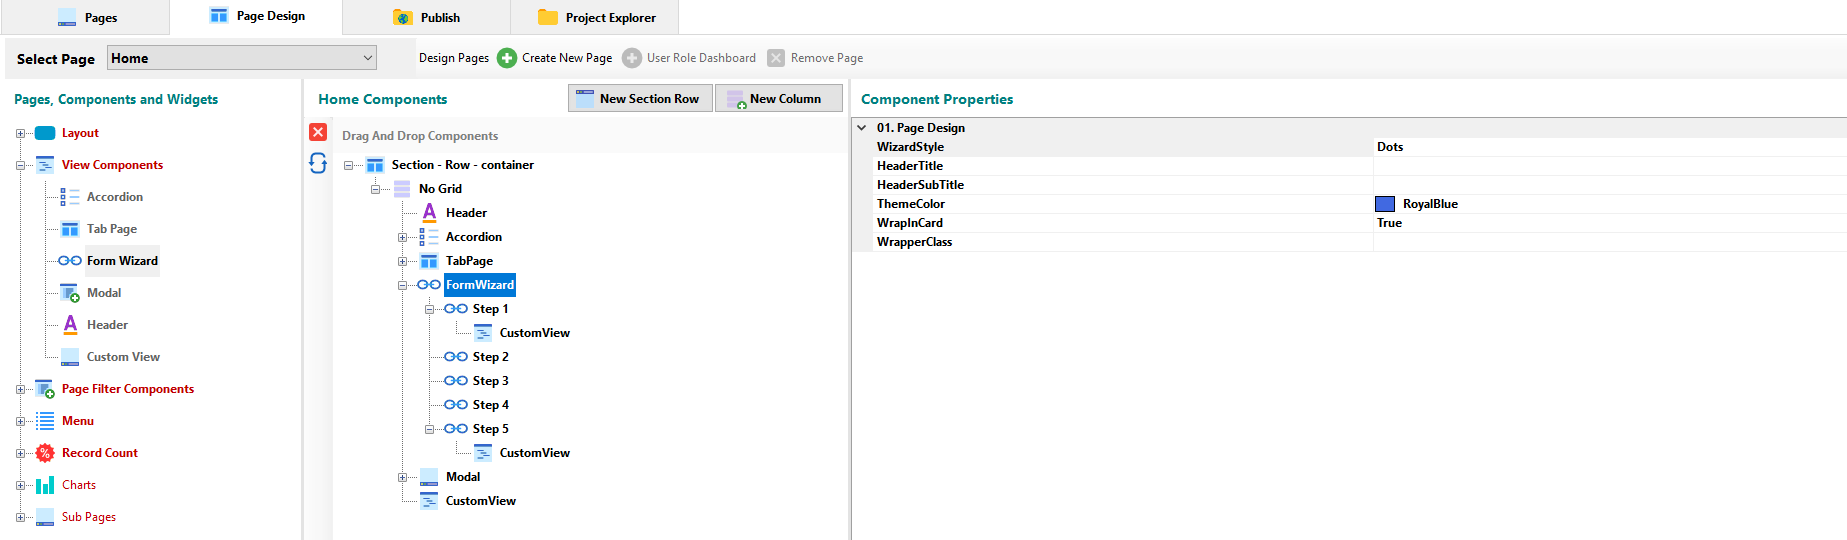 Pages
Page Design
Publish
Project Explorer
Select Page
Home
Design Pages
Create New Page
User Role Dashboard
Remove Page
Pages, Components and Widgets
Layout
View Components
Accordion
Tab Page
Form Wizard
Modal
Header
Custom View
Page Filter Components
Menu
Record Count
Charts
Sub Pages
Home Components
New Section Row
New Column
Drag And Drop Components
Section - Row - container
No Grid
Header
Accordion
TabPage
FormWizard
Step 1
CustomView
Step 2
Step 3
Step 4
Step 5
CustomView
Modal
CustomView
Component Properties
01. Page Design
WizardStyle Dots
HeaderTitle
HeaderSubTitle
ThemeColor RoyalBlue
WrapInCard True
WrapperClass